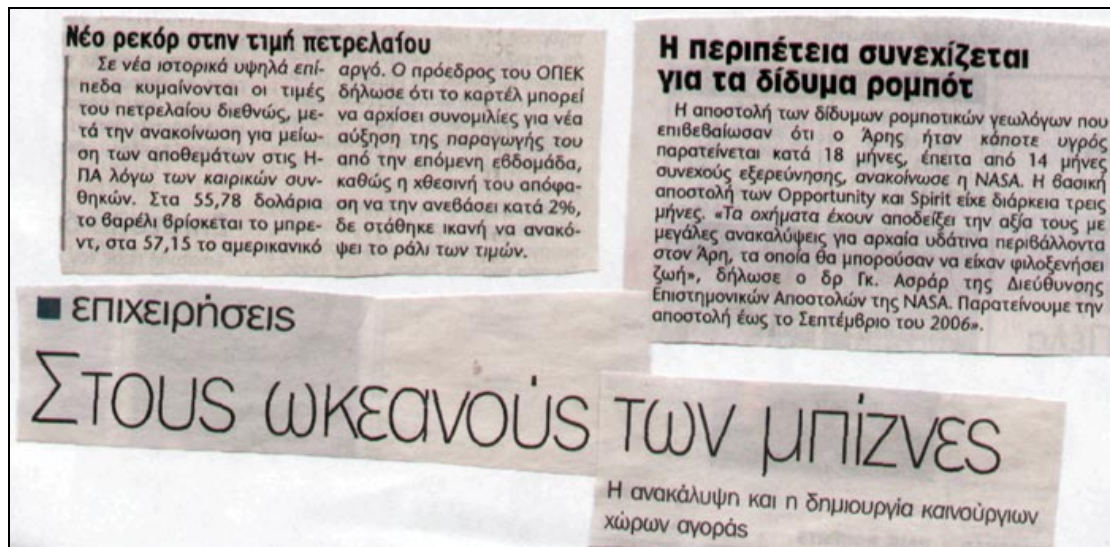 Νέο ρεκόρ στην τιμή πετρελαίου
Σε νέα ιστορικά υψηλά επί-
πεδα κυμαίνονται οι τιμές
του πετρελαίου διεθνώς, με-
τά την ανακοίνωση για μείω-
ση των αποθεμάτων στις Η-
ΠΑ λόγω των καιρικών συν-
θηκών. Στα 55,78 δολάρια
το βαρέλι βρίσκεται το μπρε-
ντ, στα 57,15 το αμερικανικό
αργό. Ο πρόεδρος του ΟΠΕΚ
δήλωσε ότι το καρτέλ μπορεί
να αρχίσει συνομιλίες για νέα
αύξηση της παραγωγής του
από την επόμενη εβδομάδα,
καθώς η χθεσινή του απόφα-
ση να την ανεβάσει κατά 2%,
δε στάθηκε ικανή να ανακό-
ψει το ράλι των τιμών.
Η περιπέτεια συνεχίζεται
για τα δίδυμα ρομπότ
Η αποστολή των δίδυμων ρομποτικών γεωλόγων που
επιβεβαίωσαν ότι ο Άρης ήταν κάποτε υγρός
παρατείνεται κατά 18 μήνες, έπειτα από 14 μήνες
συνεχούς εξερεύνησης, ανακοίνωσε η NASA. Η βασική
αποστολή των Opportunity και Spirit είχε διάρκεια τρεις
μήνες. «Τα οχήματα έχουν αποδείξει την αξία τους με
μεγάλες ανακαλύψεις για αρχαία υδάτινα περιβάλλοντα
στον Άρη, τα οποία θα μπορούσαν να είχαν φιλοξενήσει
ζωή», δήλωσε ο δρ Γκ. Ασράρ της Διεύθυνσης
Επιστημονικών Αποστολών της NASA. Παρατείνουμε την
αποστολή έως το Σεπτέμβριο του 2006».
■ επιχειρήσεις
Στους ωκεανούς των μπίζνες
Η ανακάλυψη και η δημιουργία καινούργιων
χώρων αγοράς